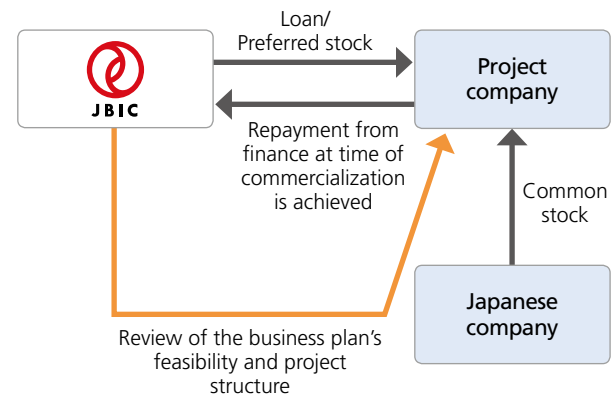 Loan/
Preferred stock
JBIC
Project
company
Repayment from
finance at time of
commercialization
is achieved
Common
stock
Japanese
company
Review of the business plan's
feasibility and project
structure